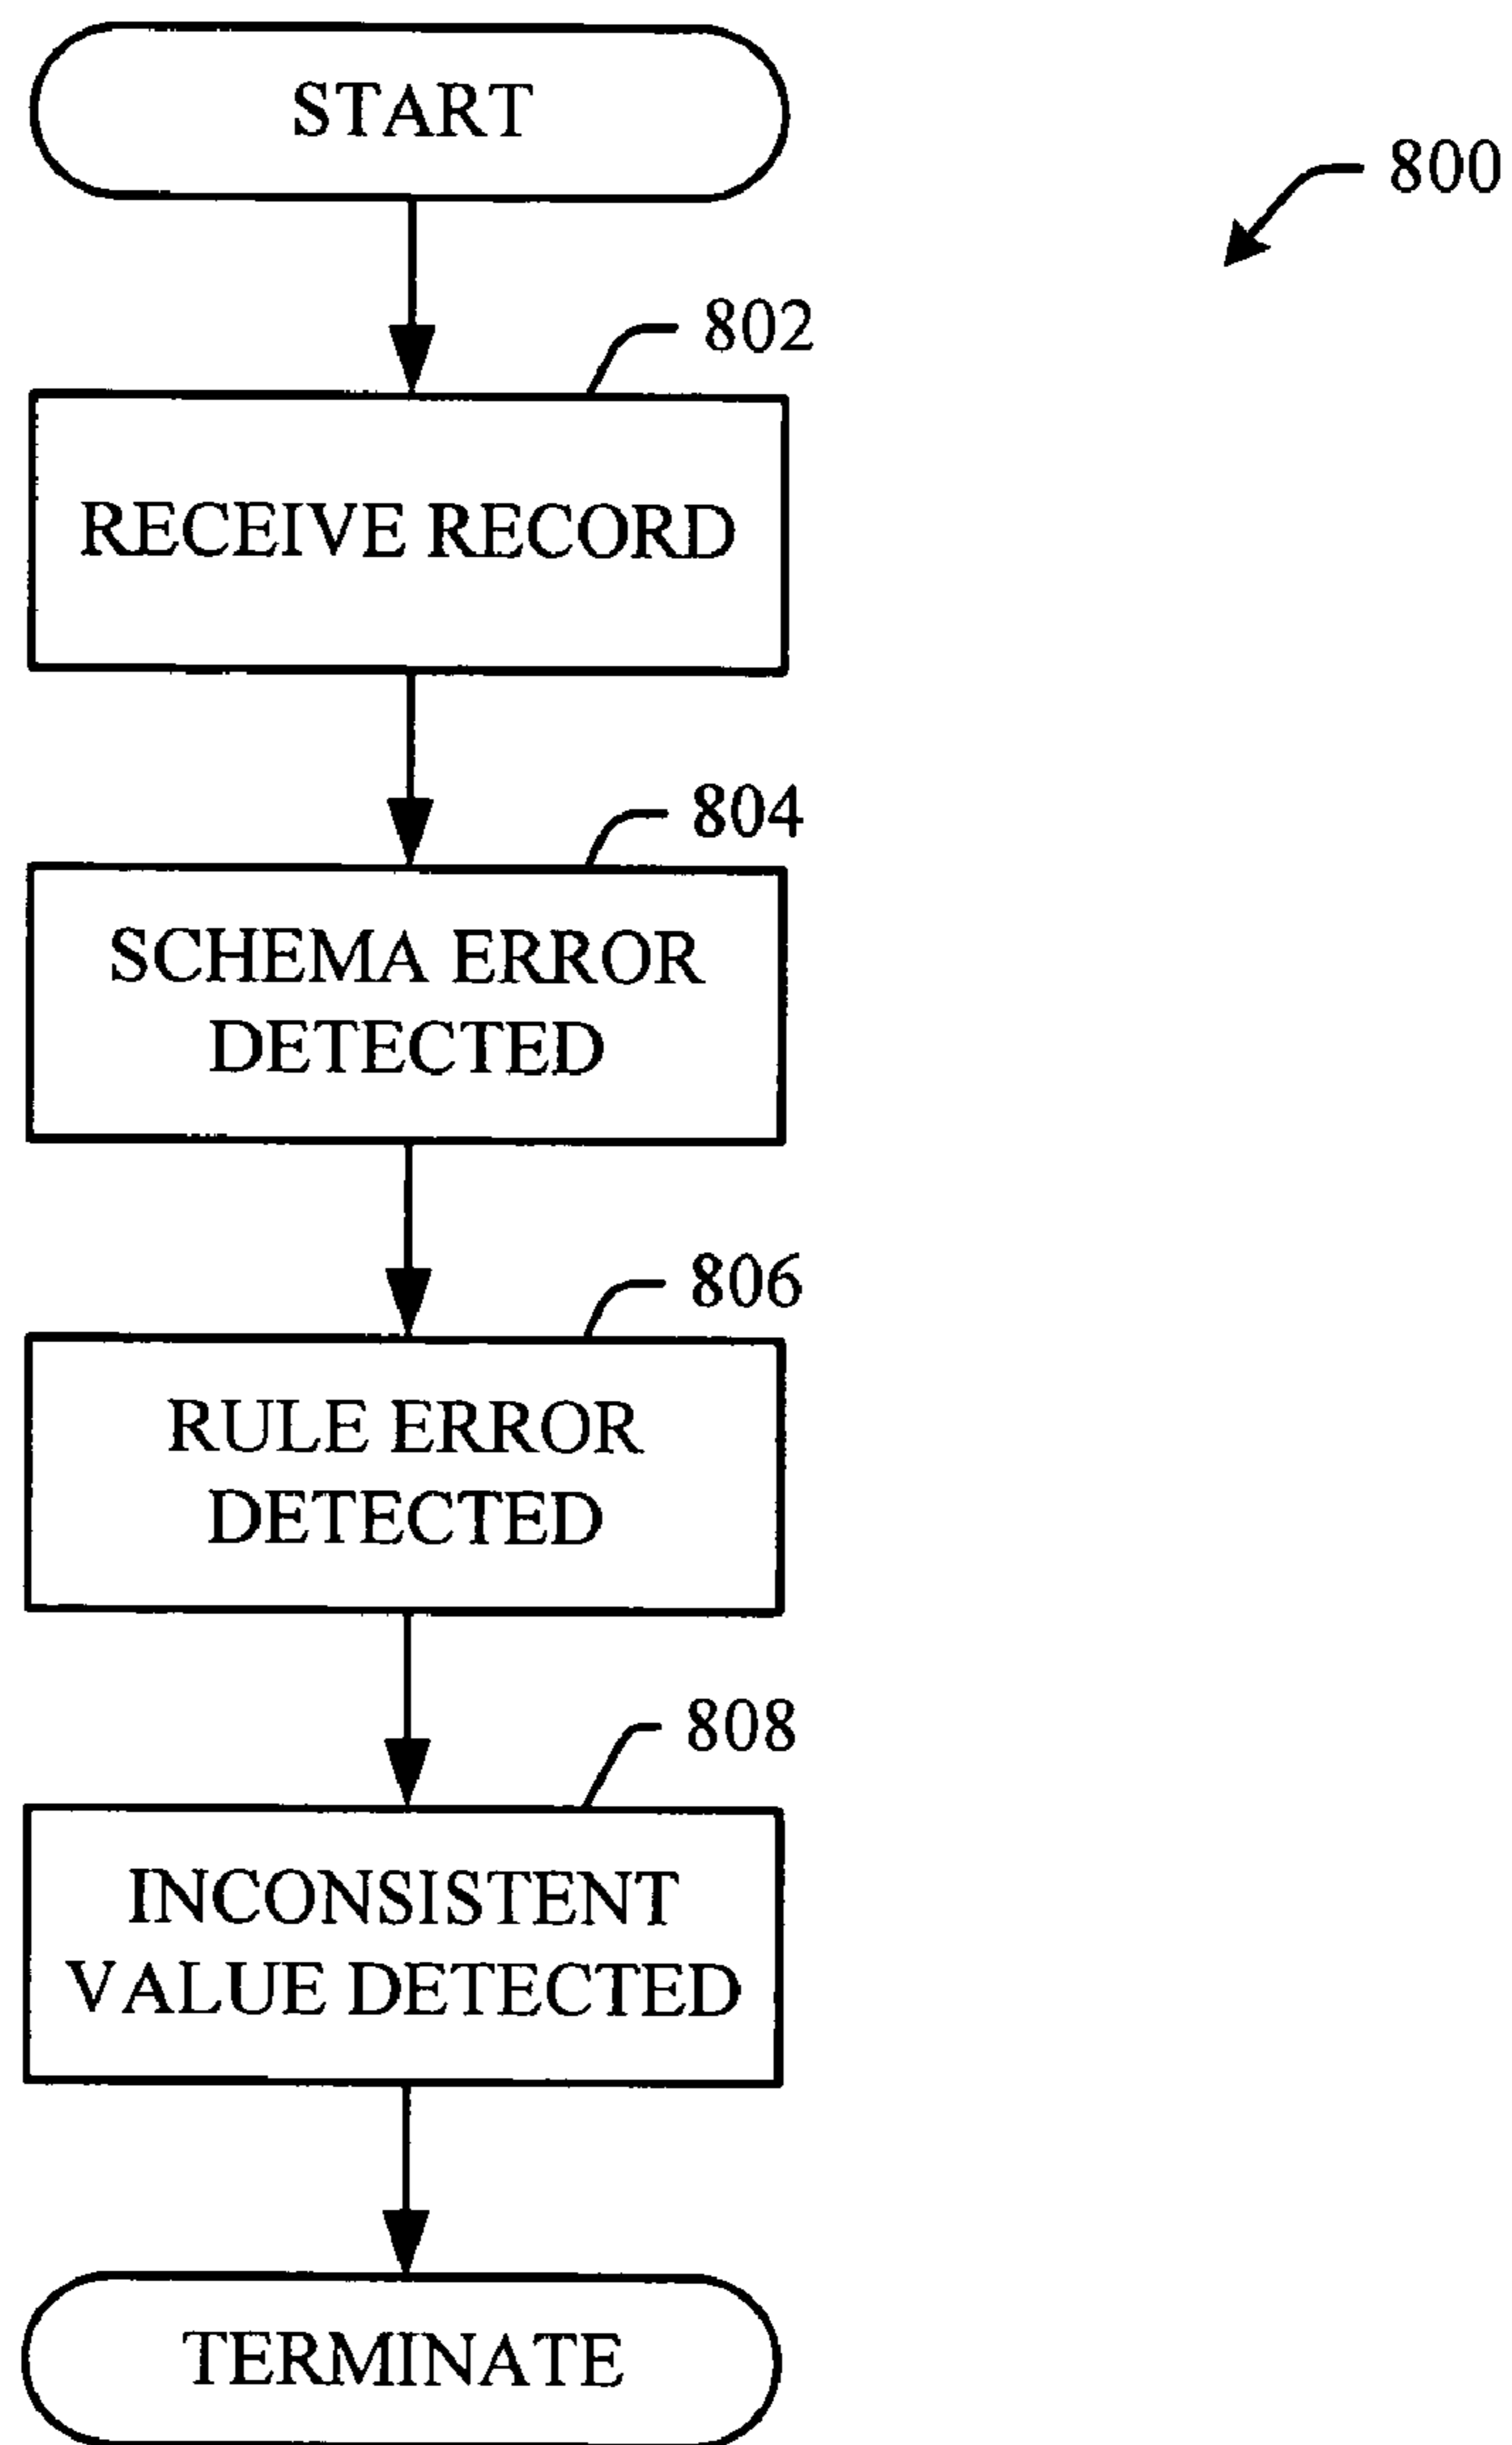 START
800
802
RECEIVE RECORD
804
SCHEMA ERROR
DETECTED
806
RULE ERROR
DETECTED
808
INCONSISTENT
VALUE DETECTED
TERMINATE